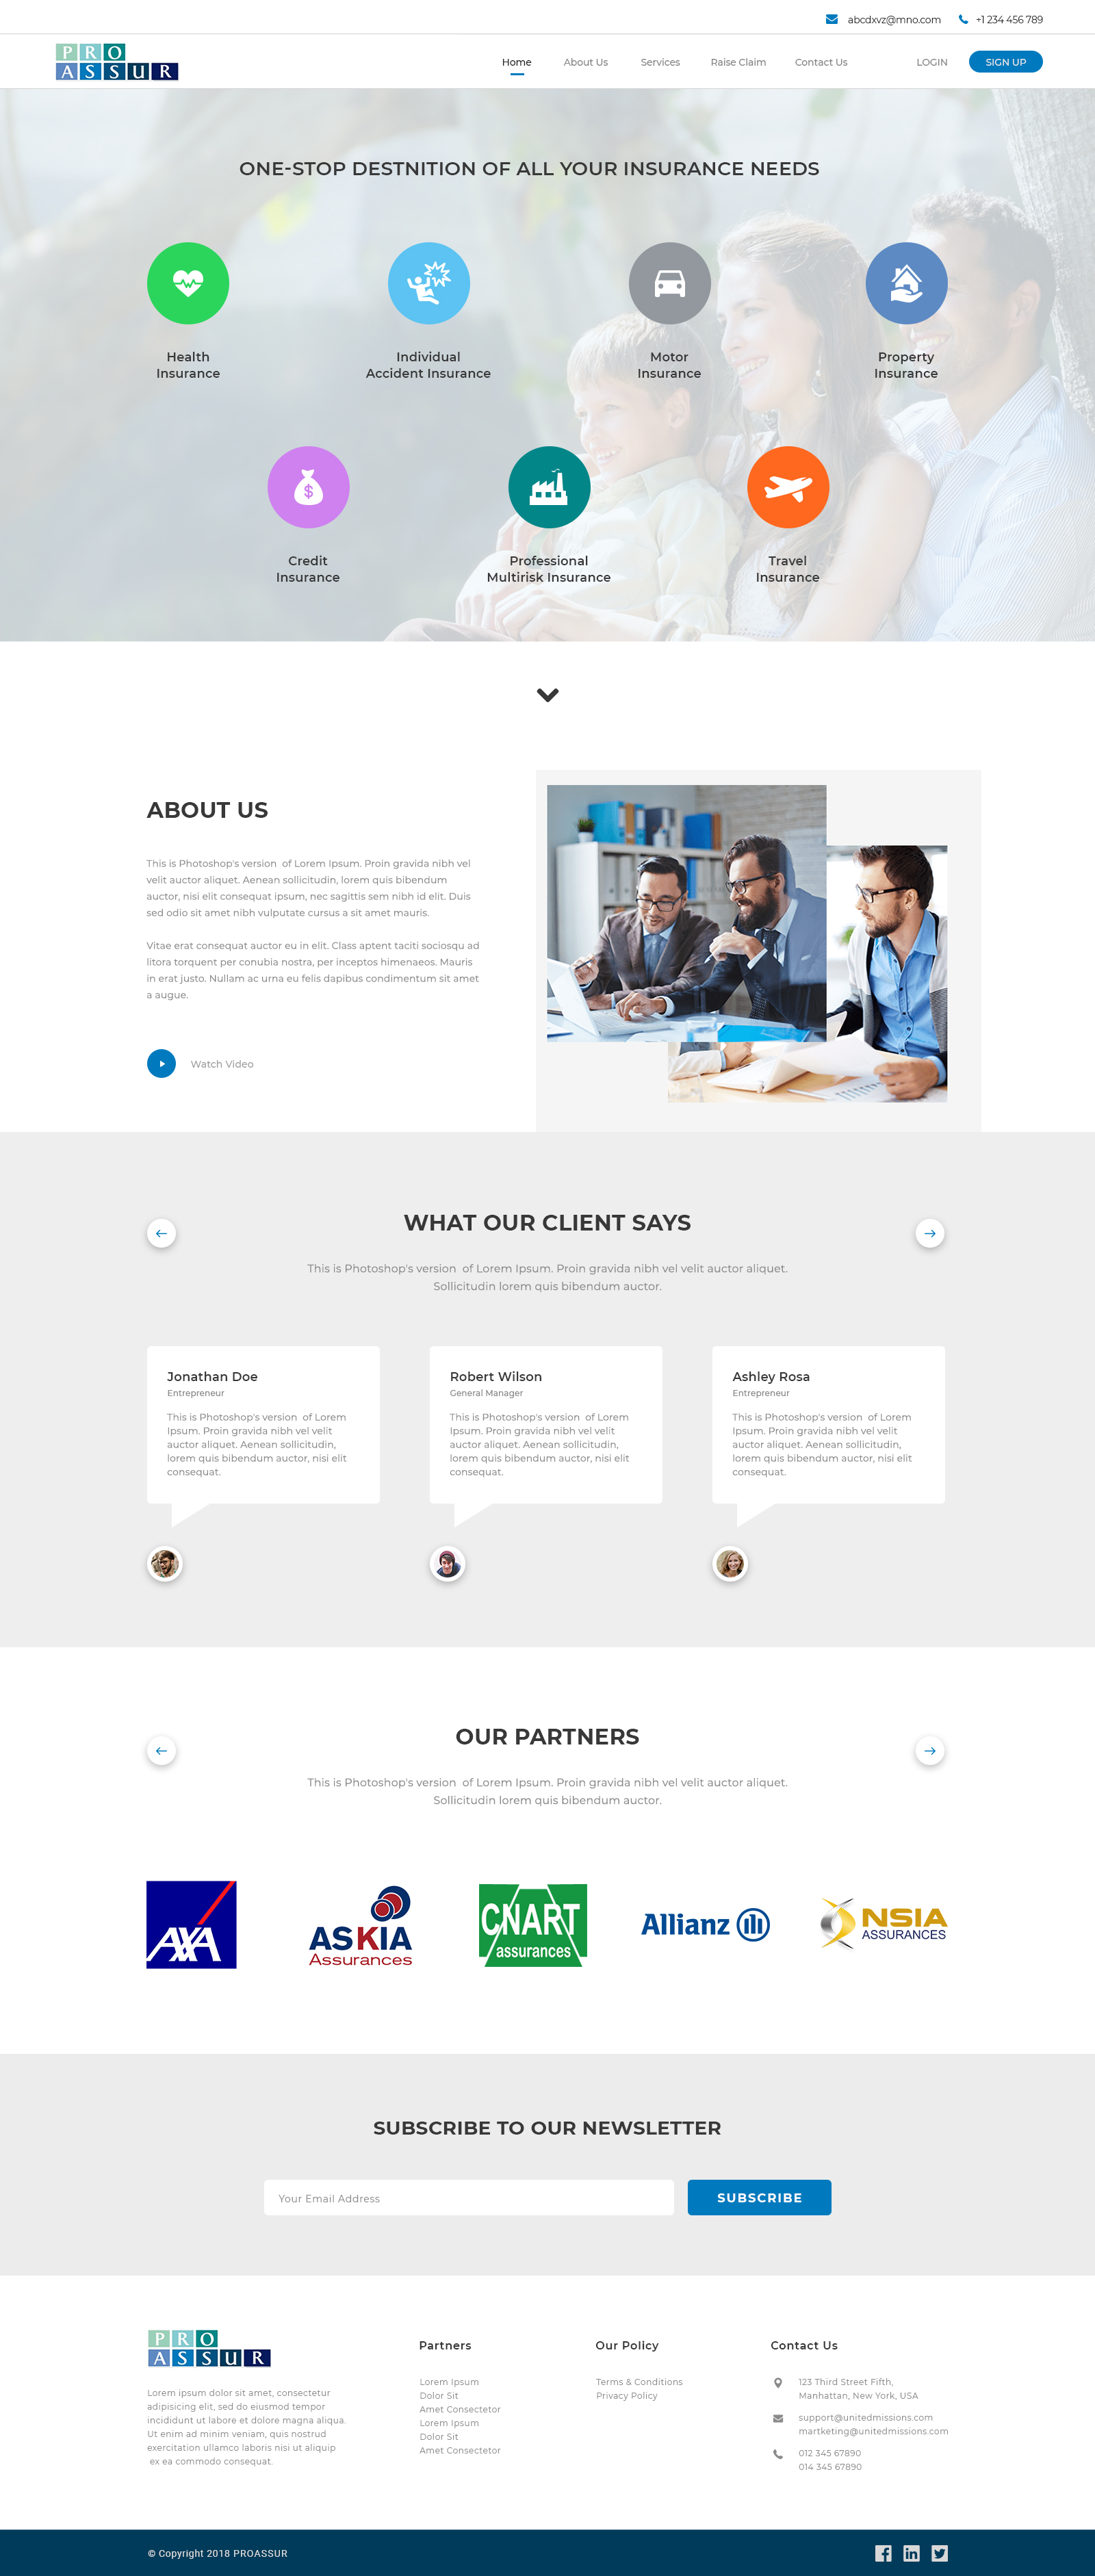 abcdxvz@mno.com +1 234 456 789
PRO
ASSUR
Home About Us Services Raise Claim Contact Us LOGIN SIGN UP
ONE-STOP DESTNITION OF ALL YOUR INSURANCE NEEDS
Health
Insurance
Individual
Accident Insurance
Motor
Insurance
Property
Insurance
$
Credit
Insurance
Professional
Multirisk Insurance
Travel
Insurance
ABOUT US
This is Photoshop's version of Lorem Ipsum. Proin gravida nibh vel
velit auctor aliquet. Aenean sollicitudin, lorem quis bibendum
auctor, nisi elit consequat ipsum, nec sagittis sem nibh id elit. Duis
sed odio sit amet nibh vulputate cursus a sit amet mauris.
Vitae erat consequat auctor eu in elit. Class aptent taciti sociosqu ad
litora torquent per conubia nostra, per inceptos himenaeos. Mauris
in erat justo. Nullam ac urna eu felis dapibus condimentum sit amet
a augue.
Watch Video
WHAT OUR CLIENT SAYS
This is Photoshop's version of Lorem Ipsum. Proin gravida nibh vel velit auctor aliquet.
Sollicitudin lorem quis bibendum auctor.
Jonathan Doe
Entrepreneur
This is Photoshop's version of Lorem
Ipsum. Proin gravida nibh vel velit
auctor aliquet. Aenean sollicitudin,
lorem quis bibendum auctor, nisi elit
consequat.
Robert Wilson
General Manager
This is Photoshop's version of Lorem
Ipsum. Proin gravida nibh vel velit
auctor aliquet. Aenean sollicitudin,
lorem quis bibendum auctor, nisi elit
consequat.
Ashley Rosa
Entrepreneur
This is Photoshop's version of Lorem
Ipsum. Proin gravida nibh vel velit
auctor aliquet. Aenean sollicitudin,
lorem quis bibendum auctor, nisi elit
consequat.
OUR PARTNERS
This is Photoshop's version of Lorem Ipsum. Proin gravida nibh vel velit auctor aliquet.
Sollicitudin lorem quis bibendum auctor.
AXA
ASKIA
Assurances
CNART
assurances
Allianz
NSIA
ASSURANCES
SUBSCRIBE TO OUR NEWSLETTER
Your Email Address
SUBSCRIBE
PRO
ASSUR
Lorem ipsum dolor sit amet, consectetur
adipisicing elit, sed do eiusmod tempor
incididunt ut labore et dolore magna aliqua.
Ut enim ad minim veniam, quis nostrud
exercitation ullamco laboris nisi ut aliquip
ex ea commodo consequat.
Partners
Lorem Ipsum
Dolor Sit
Amet Consectetor
Lorem Ipsum
Dolor Sit
Amet Consectetor
Our Policy
Terms & Conditions
Privacy Policy
Contact Us
123 Third Street Fifth,
Manhattan, New York, USA
support@unitedmissions.com
martketing@unitedmissions.com
012 345 67890
014 345 67890
© Copyright 2018 PROASSUR